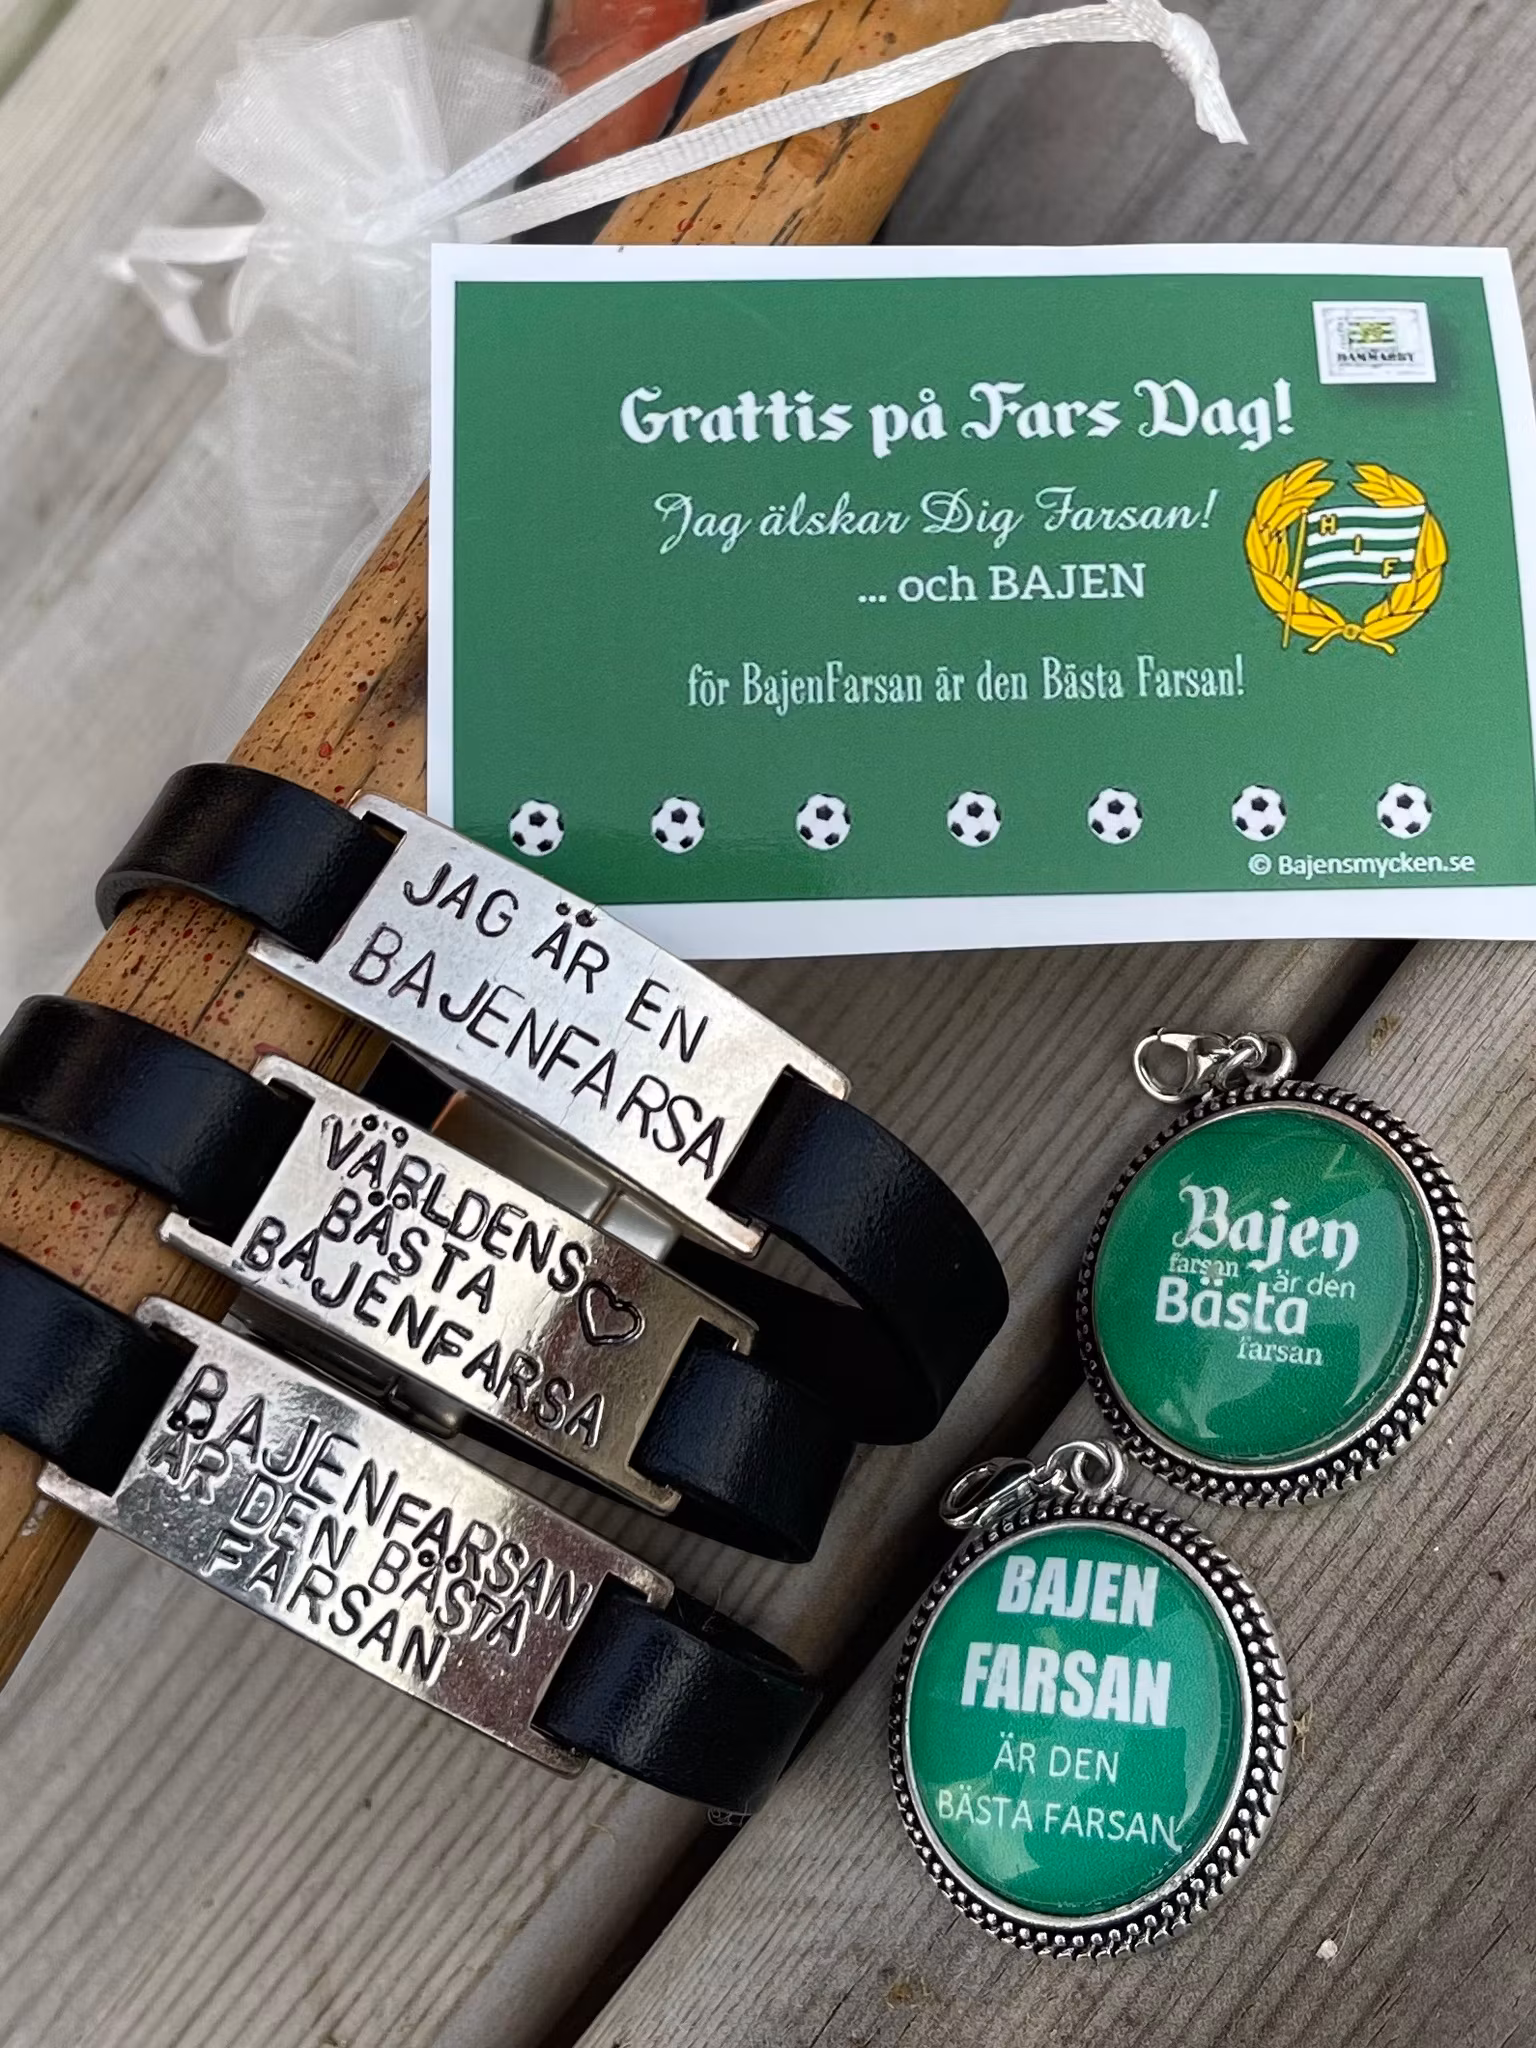 HAMMARBY
Grattis på Fars Dag!
Jag älskar Dig Farsan!
... och BAJEN
för BajenFarsan är den Bästa Farsan!
H
I
F
© Bajensmycken.se
JAG ÄR EN
BAJENFARSA
VÄRLDENS
BÄSTA
BAJENFARSA
BAJENFARSAN
ÄR DEN BÄSTA
FARSAN
Bajen
farsan är den
Bästa
farsan
BAJEN
FARSAN
ÄR DEN
BÄSTA FARSAN